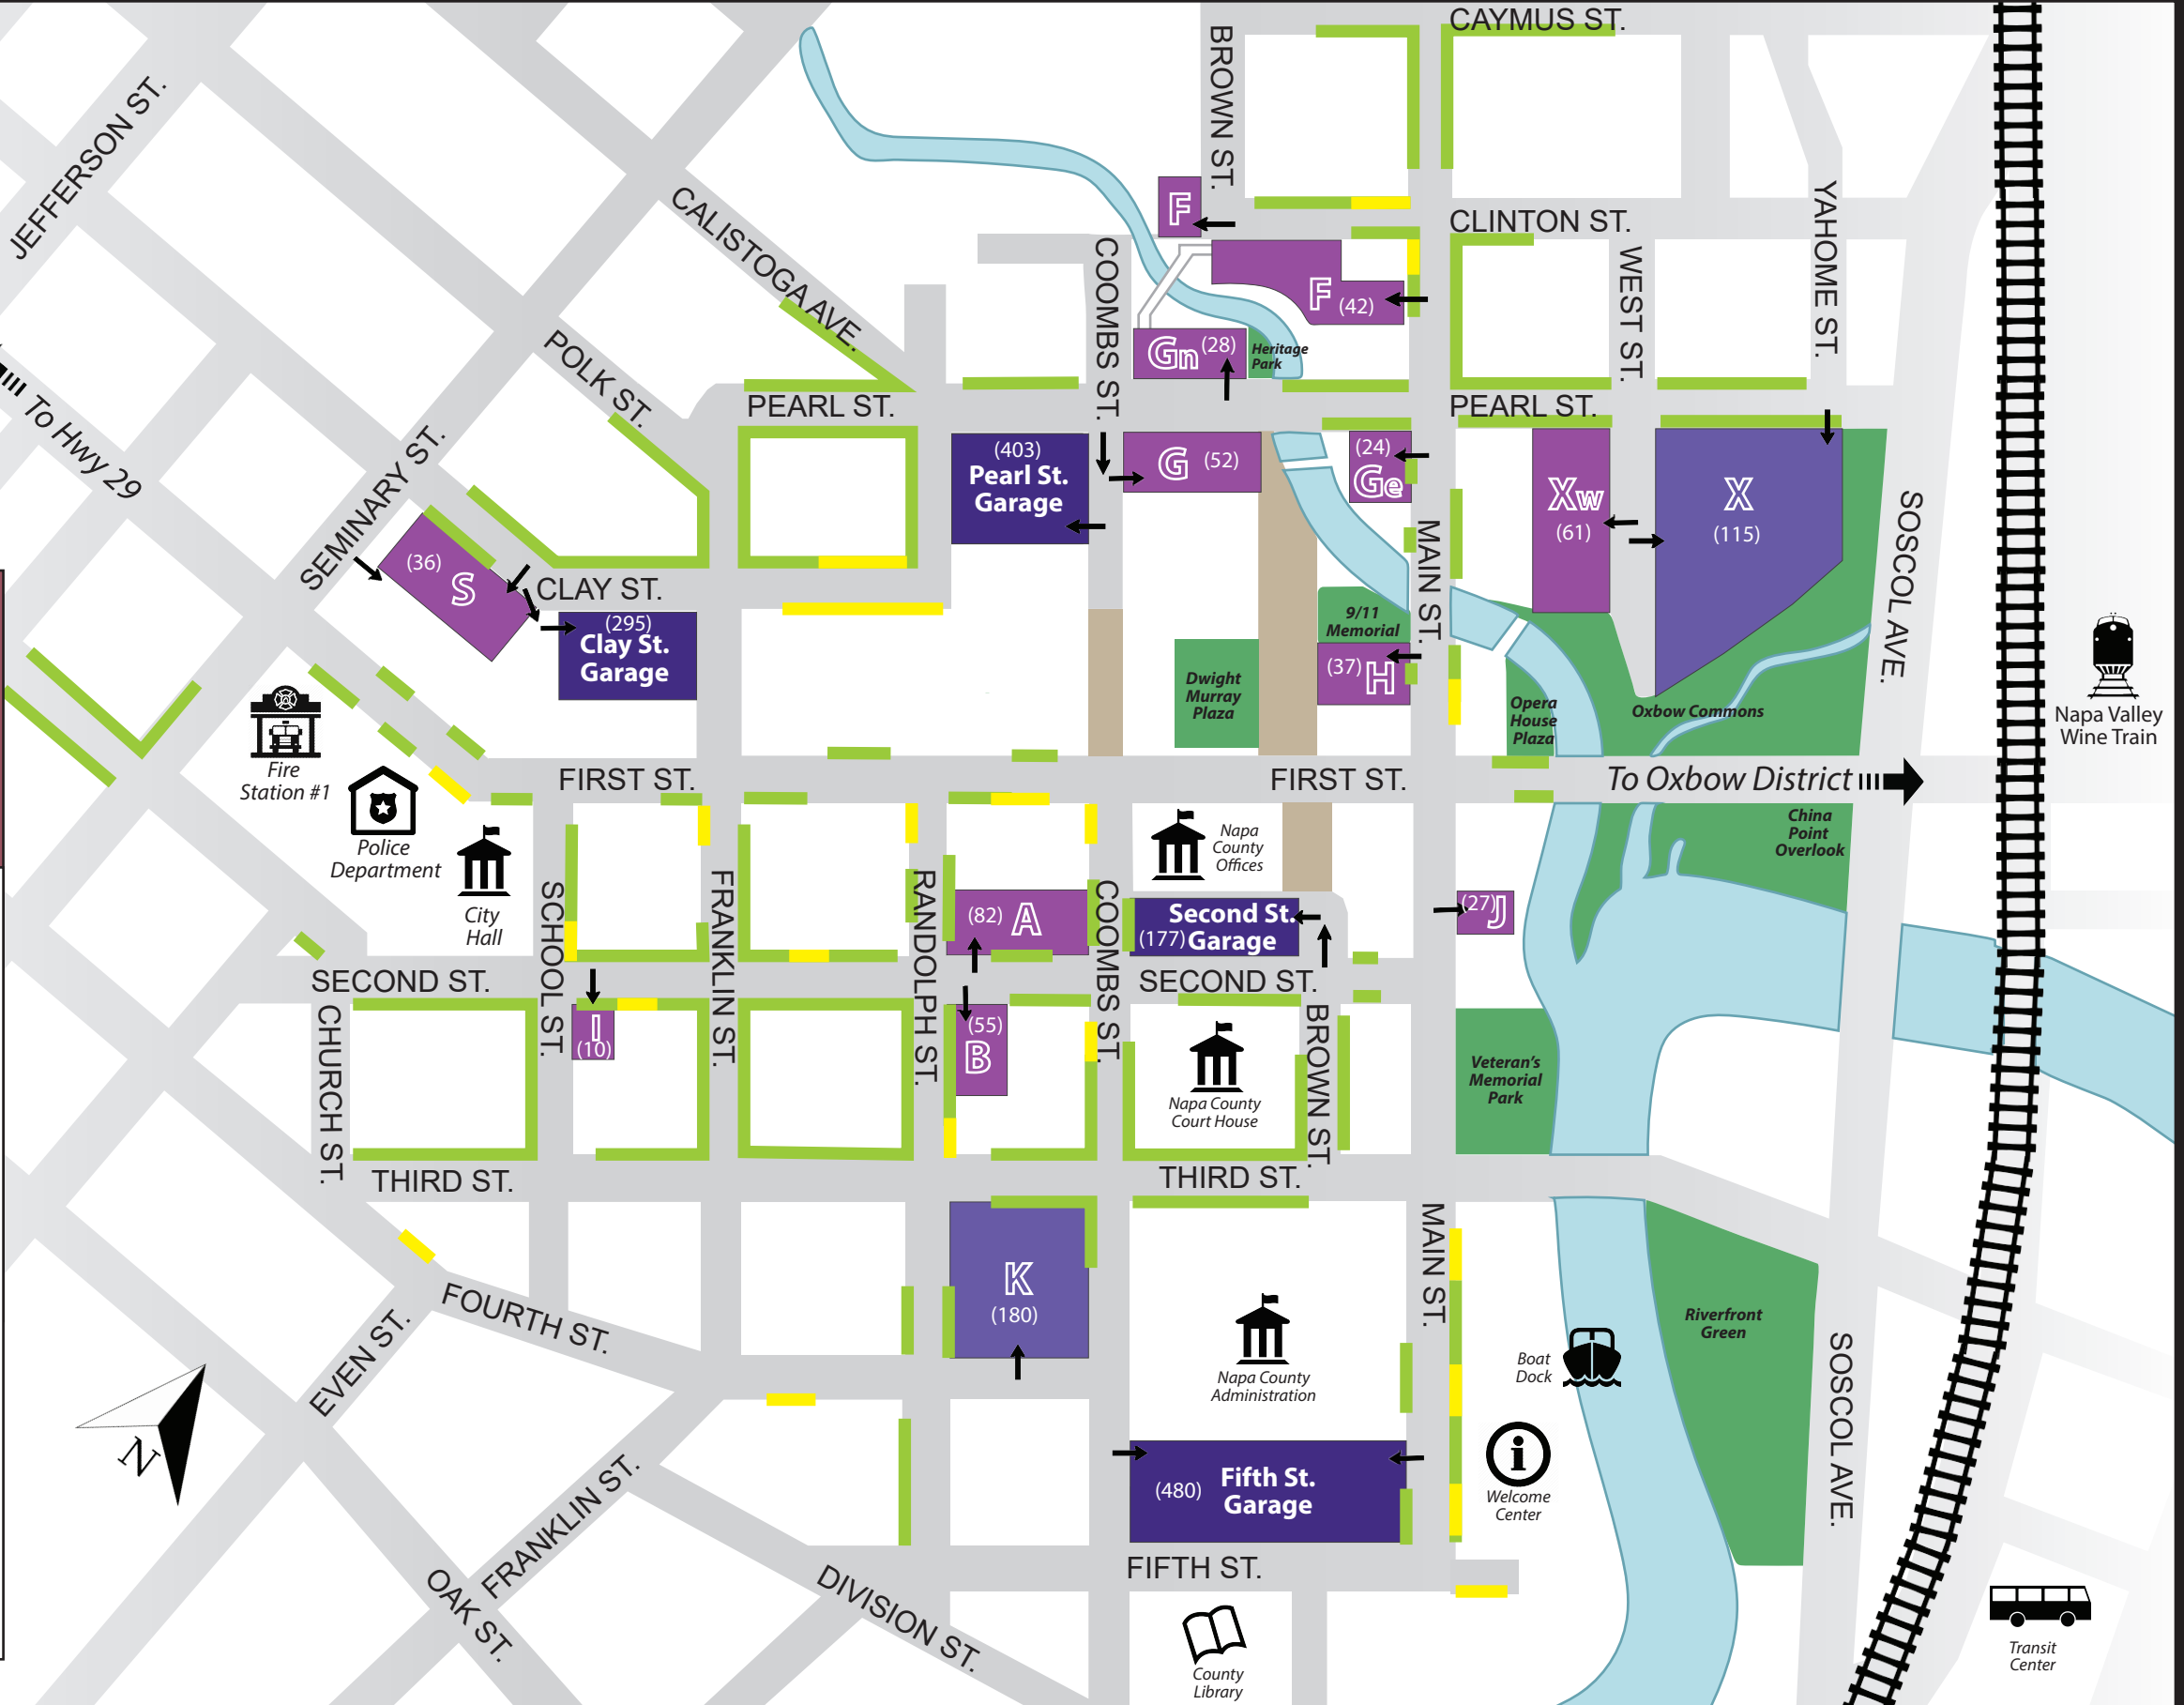 CAYMUS ST.
BROWN ST.
JEFFERSON ST.
F
CLINTON ST.
YAHOME ST.
CALISTOGA AVE.
COOMBS ST.
WEST ST.
F (42)
Gn (28)
Heritage
Park
POLK ST.
To Hwy 29
PEARL ST.
PEARL ST.
SEMINARY ST.
(403)
Pearl St.
Garage
G (52)
(24)
Ge
Xw
(61)
X
(115)
SOSCOL AVE.
MAIN ST.
(36)
S
CLAY ST.
(295)
Clay St.
Garage
9/11
Memorial
(37) H
Dwight
Murray
Plaza
Opera
House
Plaza
Oxbow Commons
Napa Valley
Wine Train
Fire
Station #1
FIRST ST.
FIRST ST.
To Oxbow District
Police
Department
City
Hall
Napa
County
Offices
China
Point
Overlook
SCHOOL ST.
FRANKLIN ST.
RANDOLPH ST.
COOMBS ST.
(82) A
Second St.
(177) Garage
(27) J
SECOND ST.
SECOND ST.
CHURCH ST.
I
(10)
(55)
B
BROWN ST.
Napa County
Court House
Veteran's
Memorial
Park
THIRD ST.
THIRD ST.
MAIN ST.
K
(180)
FOURTH ST.
EVEN ST.
Napa County
Administration
Boat
Dock
Riverfront
Green
SOSCOL AVE.
N
(480)
Fifth St.
Garage
i
Welcome
Center
FRANKLIN ST.
OAK ST.
DIVISION ST.
FIFTH ST.
County
Library
Transit
Center